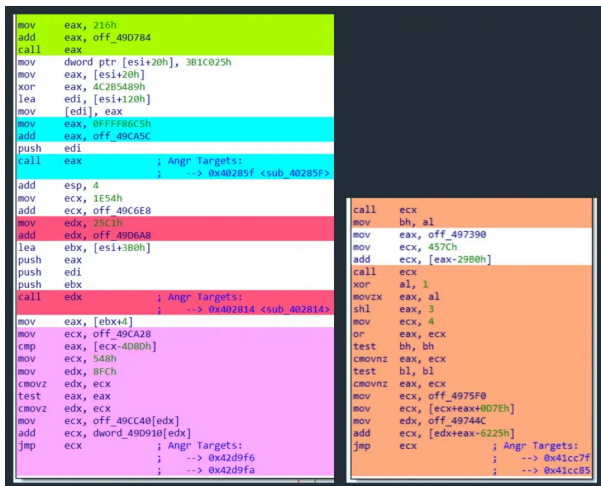 mov eax, 216h
add eax, off_49D784
call eax
mov dword ptr [esi+20h], 3B1C025h
mov eax, [esi+20h]
xor eax, 4C2B5489h
lea edi, [esi+120h]
mov [edi], eax
mov eax, 0FFFF86C5h
add eax, off_49CA5C
push edi
call eax ; Angr Targets:
; --> 0x40285f <sub_40285F>
add esp, 4
mov ecx, 1E54h
add ecx, off_49C6E8
mov edx, 25C1h
add edx, off_49D6A8
lea ebx, [esi+3B0h]
push eax
push edi
push ebx
call edx ; Angr Targets:
; --> 0x402814 <sub_402814>
mov eax, [ebx+4]
mov ecx, off_49CA28
cmp eax, [ecx-4D8Dh]
mov ecx, 548h
mov edx, 8FCh
cmovz edx, ecx
test eax, eax
cmovz edx, ecx
mov ecx, off_49CC40[edx]
add ecx, dword_49D910[edx]
jmp ecx ; Angr Targets:
; --> 0x42d9f6
; --> 0x42d9fa
call ecx
mov bh, al
mov eax, off_497390
mov ecx, 457Ch
add ecx, [eax-29B0h]
call ecx
xor al, 1
movzx eax, al
shl eax, 3
mov ecx, 4
or eax, ecx
test bh, bh
cmovnz eax, ecx
test bl, bl
cmovnz eax, ecx
mov ecx, off_4975F0
mov ecx, [ecx+eax+0D7Eh]
mov edx, off_49744C
add ecx, [edx+eax-6225h]
jmp ecx ; Angr Targets:
; --> 0x41cc7f
; --> 0x41cc85